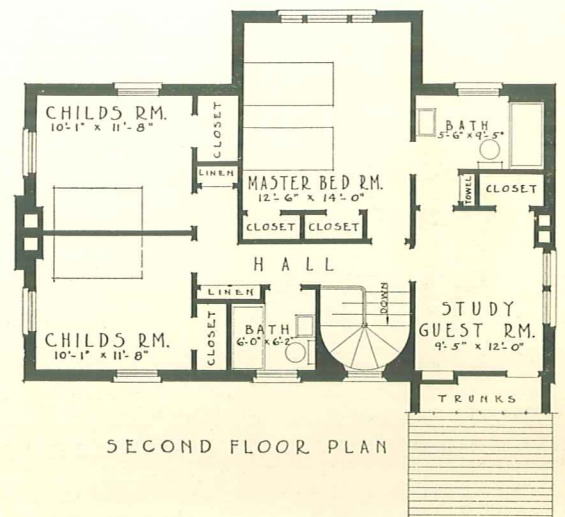 CHILDS RM.
10'-1" x 11'-8"
CLOSET
LINEN
MASTER BED RM.
12'-6" x 14'-0"
CLOSET
CLOSET
BATH
5'-6" x 9'-5"
TOWEL
CLOSET
HALL
LINEN
CHILDS RM.
10'-1" x 11'-8"
CLOSET
BATH
6'-0" x 6'-2"
DOWN
STUDY
GUEST RM.
9'-5" x 12'-0"
TRUNKS
SECOND FLOOR PLAN